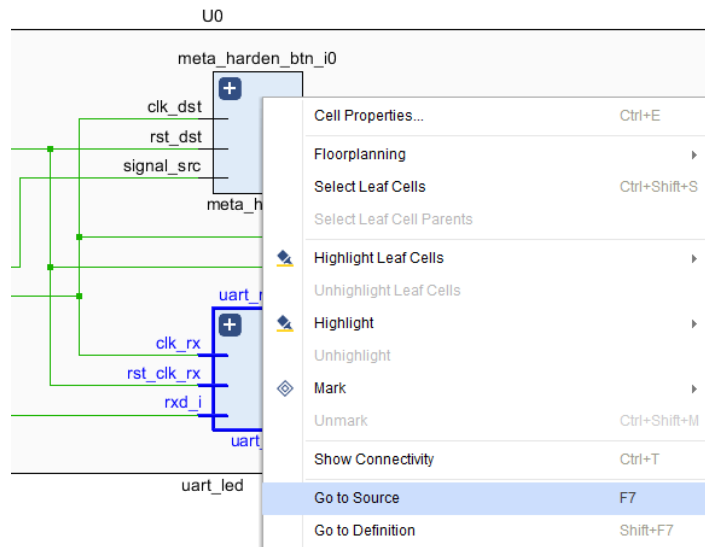 U0
meta_harden_btn_i0
clk_dst
rst_dst
signal_src
meta_h
uart_r
clk_rx
rst_clk_rx
rxd_i
uart_
uart_led
Cell Properties... Ctrl+E
Floorplanning
Select Leaf Cells Ctrl+Shift+S
Select Leaf Cell Parents
Highlight Leaf Cells
Unhighlight Leaf Cells
Highlight
Unhighlight
Mark
Unmark Ctrl+Shift+M
Show Connectivity Ctrl+T
Go to Source F7
Go to Definition Shift+F7